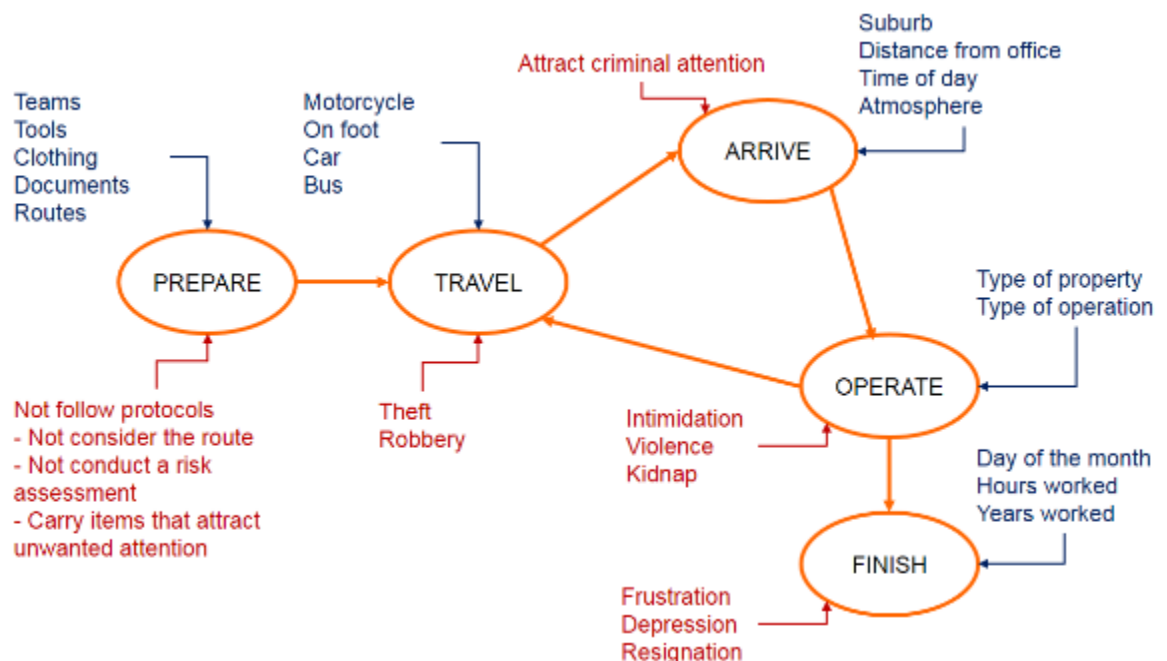 Suburb
Distance from office
Time of day
Atmosphere
Attract criminal attention
Teams
Tools
Clothing
Documents
Routes
Motorcycle
On foot
Car
Bus
ARRIVE
PREPARE
TRAVEL
Type of property
Type of operation
OPERATE
Not follow protocols
- Not consider the route
- Not conduct a risk
assessment
- Carry items that attract
unwanted attention
Theft
Robbery
Intimidation
Violence
Kidnap
Day of the month
Hours worked
Years worked
FINISH
Frustration
Depression
Resignation